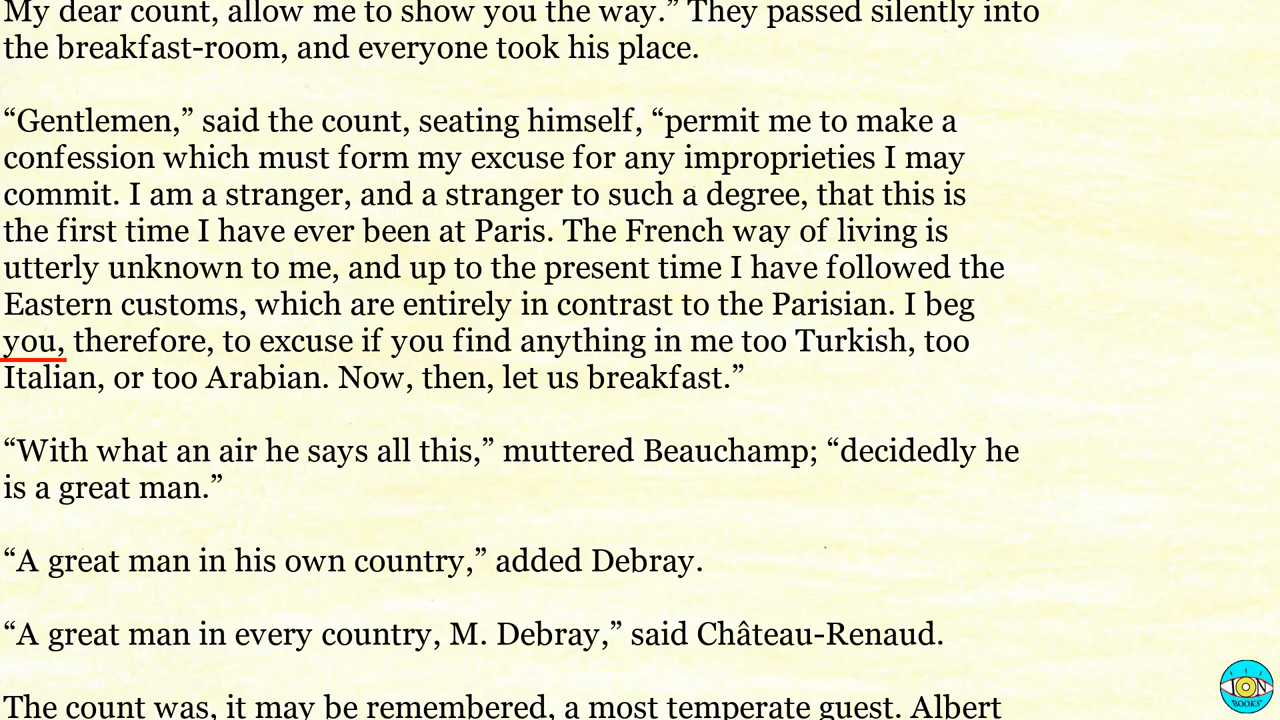 My dear count, allow me to show you the way.” They passed silently into
the breakfast-room, and everyone took his place.
“Gentlemen,” said the count, seating himself, “permit me to make a
confession which must form my excuse for any improprieties I may
commit. I am a stranger, and a stranger to such a degree, that this is
the first time I have ever been at Paris. The French way of living is
utterly unknown to me, and up to the present time I have followed the
Eastern customs, which are entirely in contrast to the Parisian. I beg
you, therefore, to excuse if you find anything in me too Turkish, too
Italian, or too Arabian. Now, then, let us breakfast.”
“With what an air he says all this,” muttered Beauchamp; “decidedly he
is a great man.”
“A great man in his own country,” added Debray.
“A great man in every country, M. Debray,” said Château-Renaud.
The count was, it may be remembered, a most temperate guest. Albert
ION
BOOKS